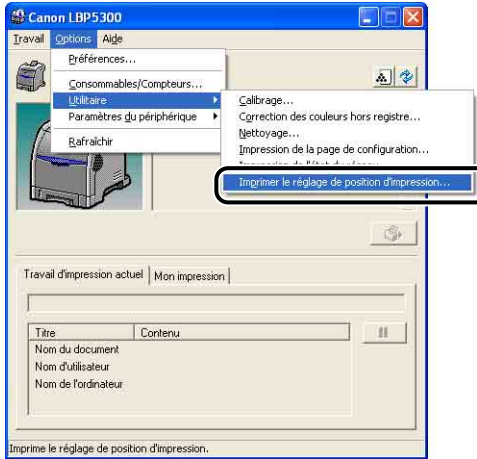 Canon LBP5300
Travail Options Aide
Préférences...
Consommables/Compteurs...
Utilitaire
Paramètres du périphérique
Rafraîchir
Calibrage...
Correction des couleurs hors registre...
Nettoyage...
Impression de la page de configuration...
Imprimer le réglage de position d'impression...
Travail d'impression actuel Mon impression
Titre Contenu
Nom du document
Nom d'utilisateur
Nom de l'ordinateur
Imprime le réglage de position d'impression.